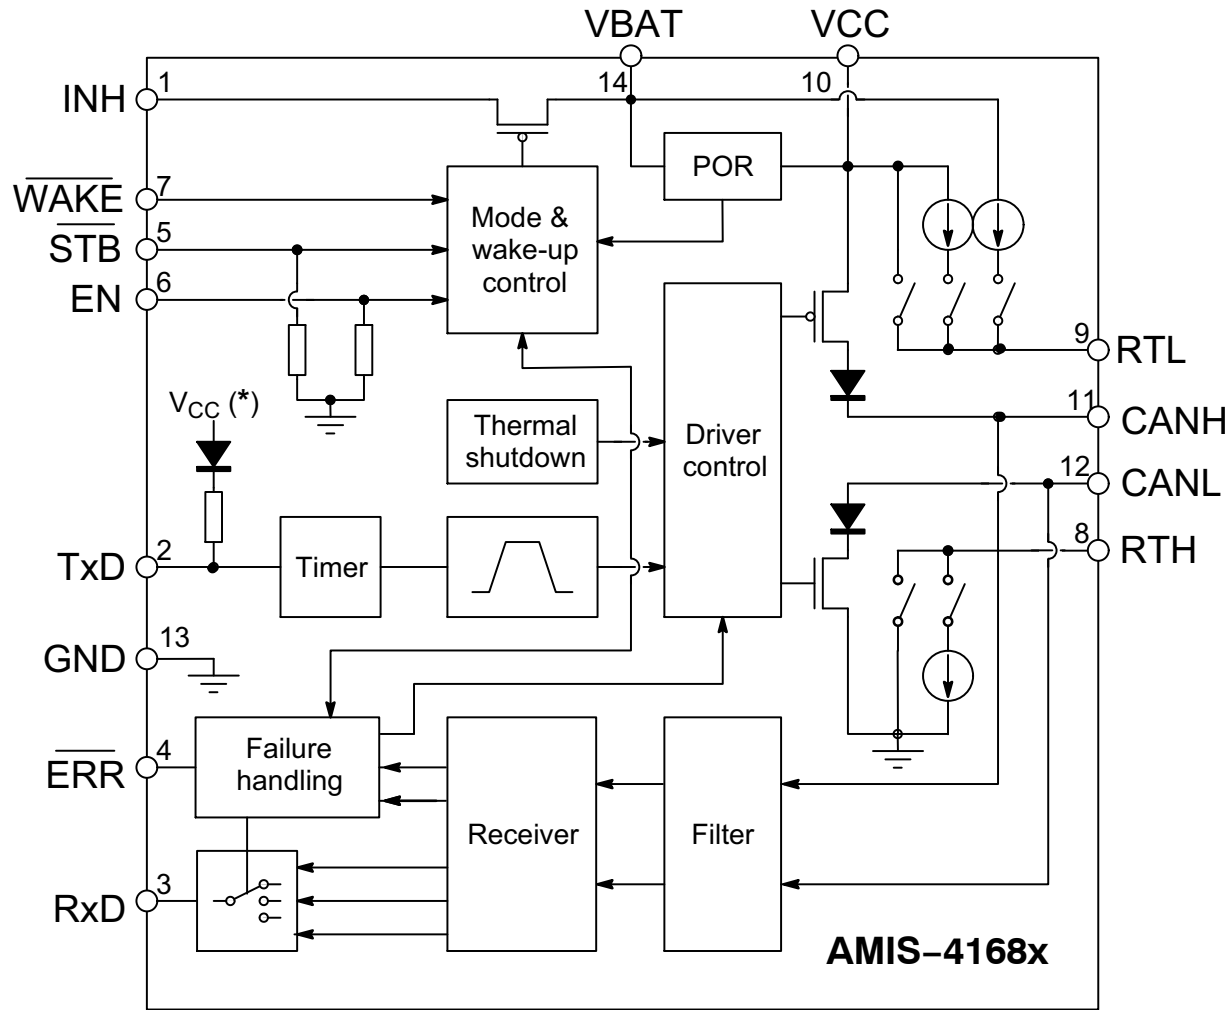 VBAT
VCC
1
14
10
INH
POR
7
WAKE
Mode &
wake-up
control
5
STB
6
EN
9
RTL
VCC (*)
Thermal
shutdown
Driver
control
11
CANH
12
CANL
2
TxD
Timer
8
RTH
13
GND
4
ERR
Failure
handling
Receiver
Filter
3
RxD
AMIS–4168x